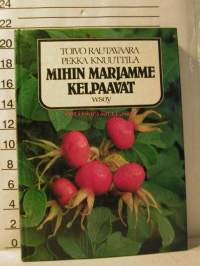 TOIVO RAUTAVAARA
PEKKA KNUUTTILA
MIHIN MARJAMME
KELPAAVAT
WSOY